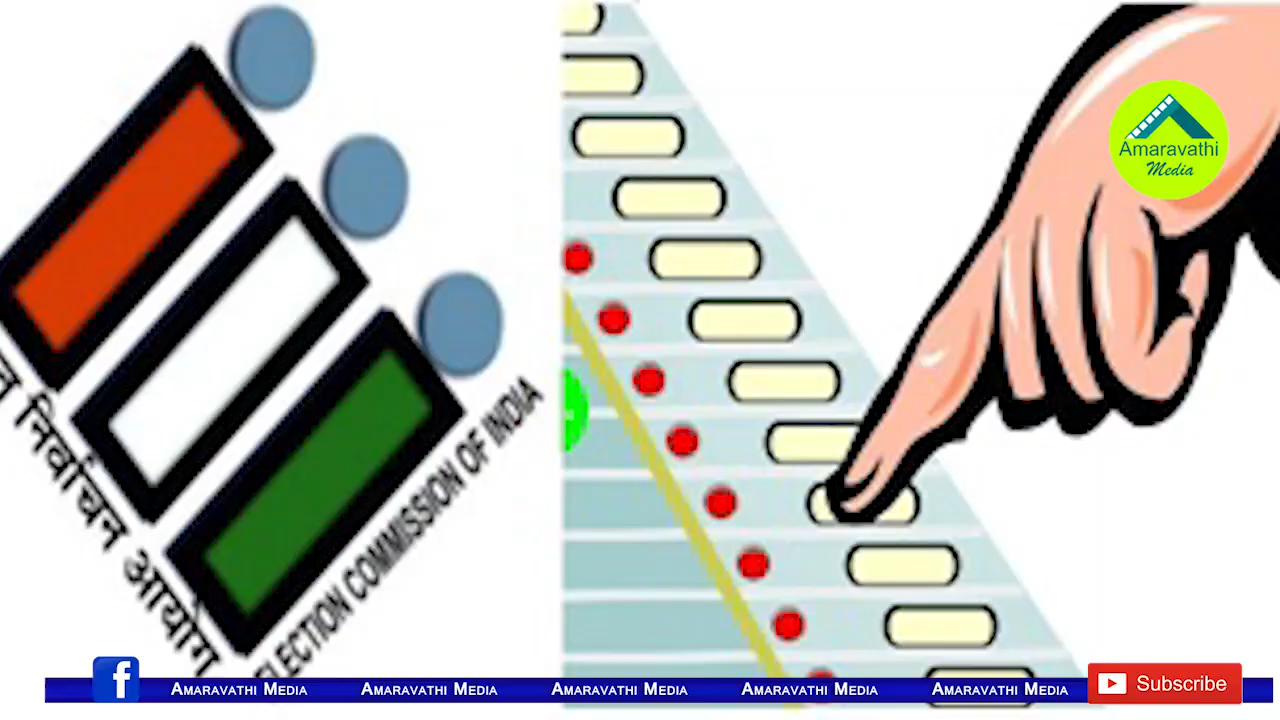 निर्वाचन आयोग
ELECTION COMMISSION OF INDIA
Amaravathi
Media
f
AMARAVATHI MEDIA AMARAVATHI MEDIA AMARAVATHI MEDIA AMARAVATHI MEDIA AMARAVATHI MEDIA
Subscribe